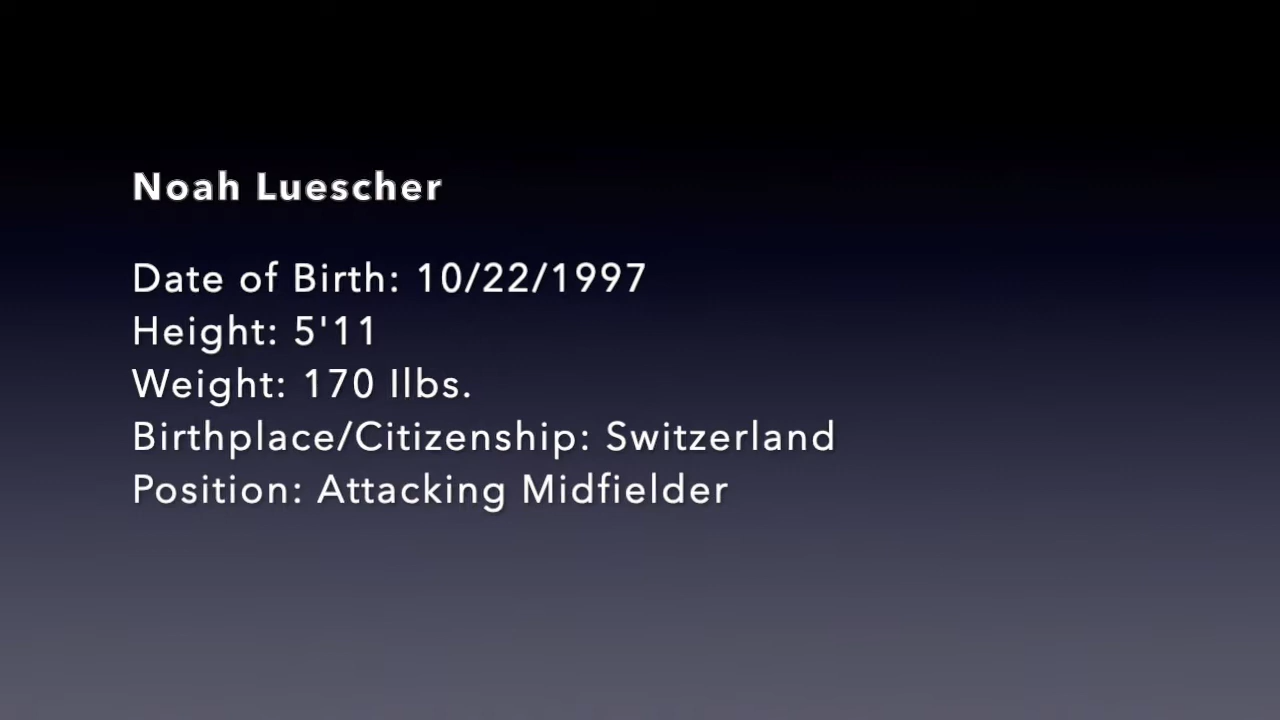 Noah Luescher
Date of Birth: 10/22/1997
Height: 5'11
Weight: 170 Ilbs.
Birthplace/Citizenship: Switzerland
Position: Attacking Midfielder